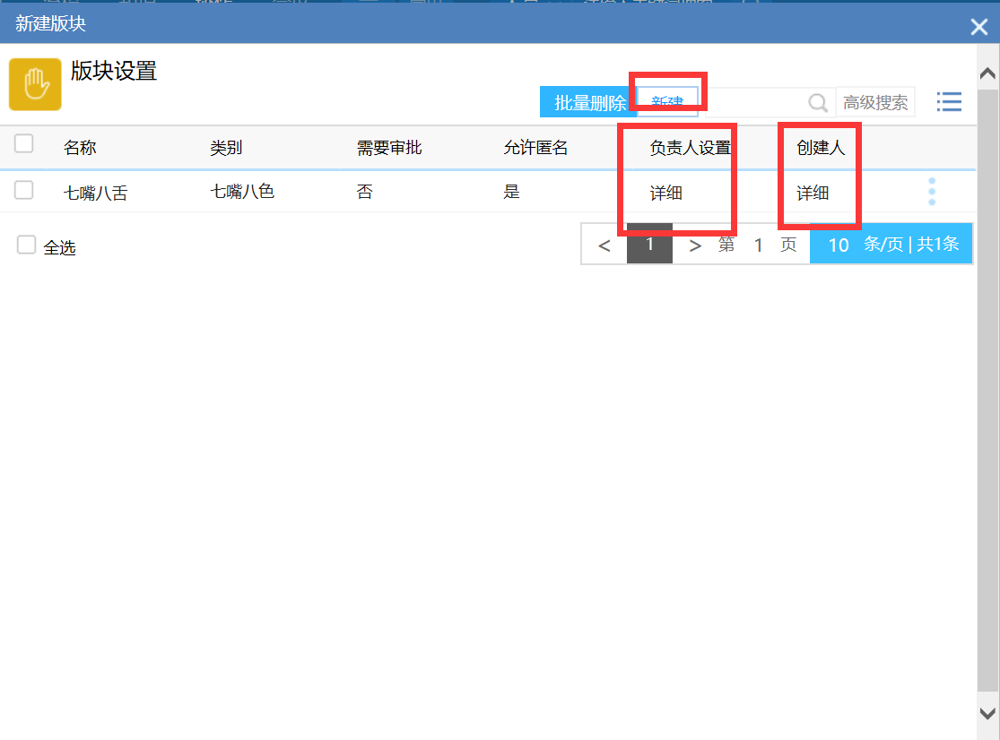 新建版块
版块设置
批量删除 新建 高级搜索
名称 类别 需要审批 允许匿名 负责人设置 创建人
七嘴八舌 七嘴八色 否 是 详细 详细
全选 < 1 > 第 1 页 10 条/页 | 共1条